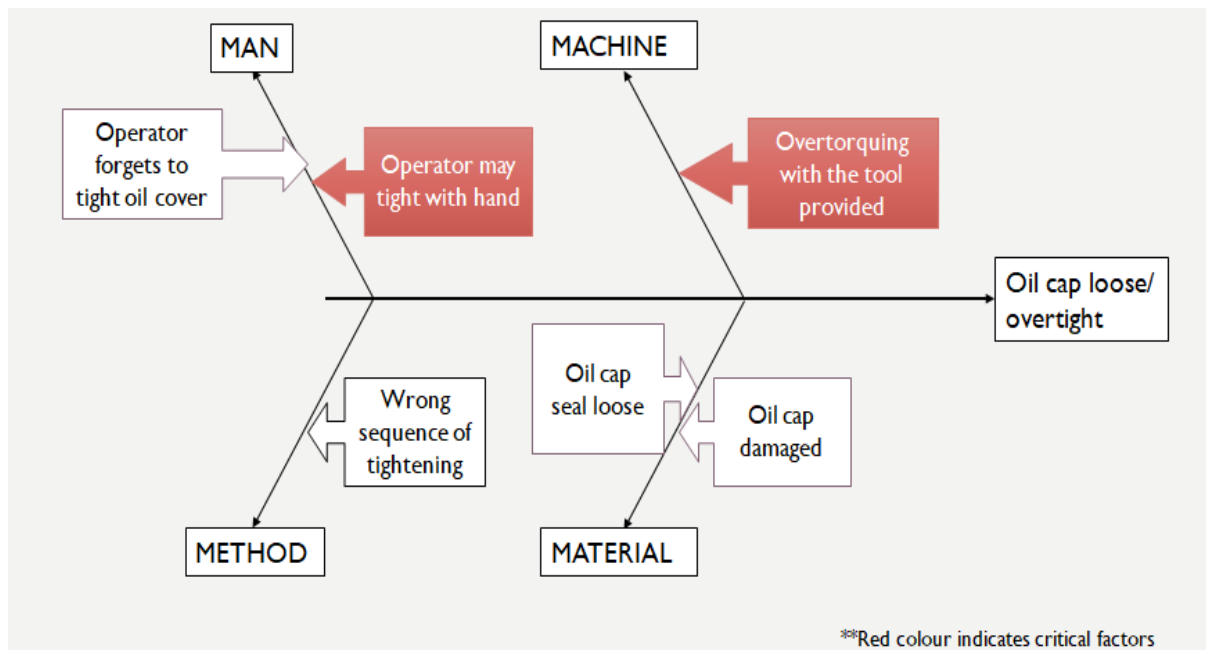 MAN
MACHINE
Operator
forgets to
tight oil cover
Operator may
tight with hand
Overtorquing
with the tool
provided
Oil cap loose/
overtight
Wrong
sequence of
tightening
Oil cap
seal loose
Oil cap
damaged
METHOD
MATERIAL
**Red colour indicates critical factors